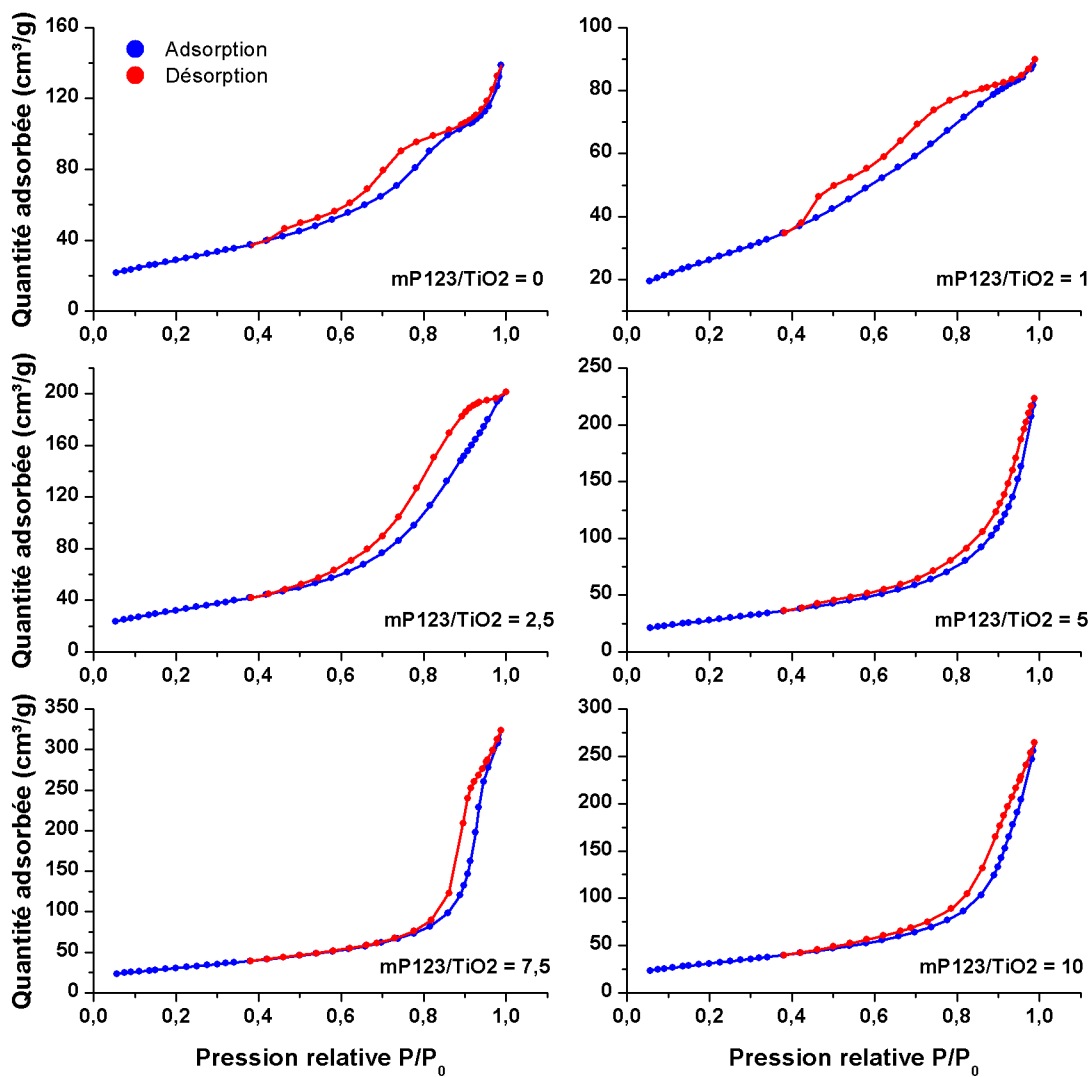 Quantité adsorbée (cm³/g)
160
120
80
40
0
Adsorption
Désorption
mP123/TiO2 = 0
0,0 0,2 0,4 0,6 0,8 1,0
100
80
60
40
20
mP123/TiO2 = 1
0,0 0,2 0,4 0,6 0,8 1,0
Quantité adsorbée (cm³/g)
200
160
120
80
40
0
mP123/TiO2 = 2,5
0,0 0,2 0,4 0,6 0,8 1,0
250
200
150
100
50
0
mP123/TiO2 = 5
0,0 0,2 0,4 0,6 0,8 1,0
Quantité adsorbée (cm³/g)
350
300
250
200
150
100
50
0
mP123/TiO2 = 7,5
0,0 0,2 0,4 0,6 0,8 1,0
Pression relative P/P₀
300
250
200
150
100
50
0
mP123/TiO2 = 10
0,0 0,2 0,4 0,6 0,8 1,0
Pression relative P/P₀